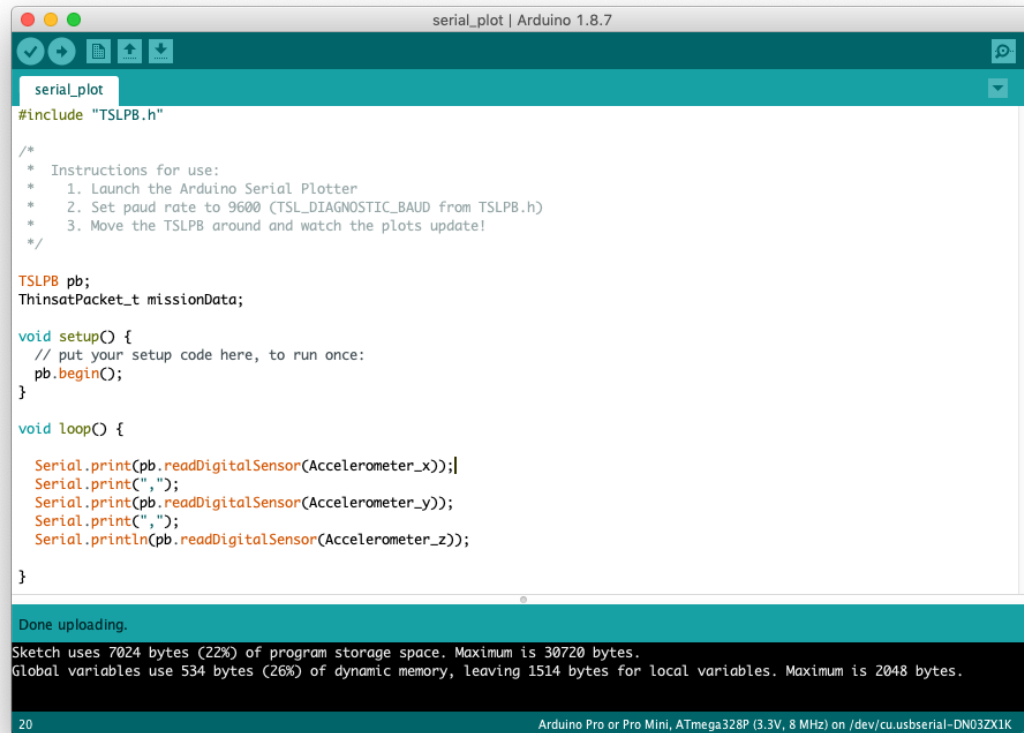 serial_plot | Arduino 1.8.7
serial_plot
#include "TSLPB.h"
/*
 *  Instructions for use:
 *    1. Launch the Arduino Serial Plotter
 *    2. Set paud rate to 9600 (TSL_DIAGNOSTIC_BAUD from TSLPB.h)
 *    3. Move the TSLPB around and watch the plots update!
 */
TSLPB pb;
ThinsatPacket_t missionData;
void setup() {
  // put your setup code here, to run once:
  pb.begin();
}
void loop() {
  Serial.print(pb.readDigitalSensor(Accelerometer_x));
  Serial.print(",");
  Serial.print(pb.readDigitalSensor(Accelerometer_y));
  Serial.print(",");
  Serial.println(pb.readDigitalSensor(Accelerometer_z));
}
Done uploading.
Sketch uses 7024 bytes (22%) of program storage space. Maximum is 30720 bytes.
Global variables use 534 bytes (26%) of dynamic memory, leaving 1514 bytes for local variables. Maximum is 2048 bytes.
20 Arduino Pro or Pro Mini, ATmega328P (3.3V, 8 MHz) on /dev/cu.usbserial-DN03ZX1K